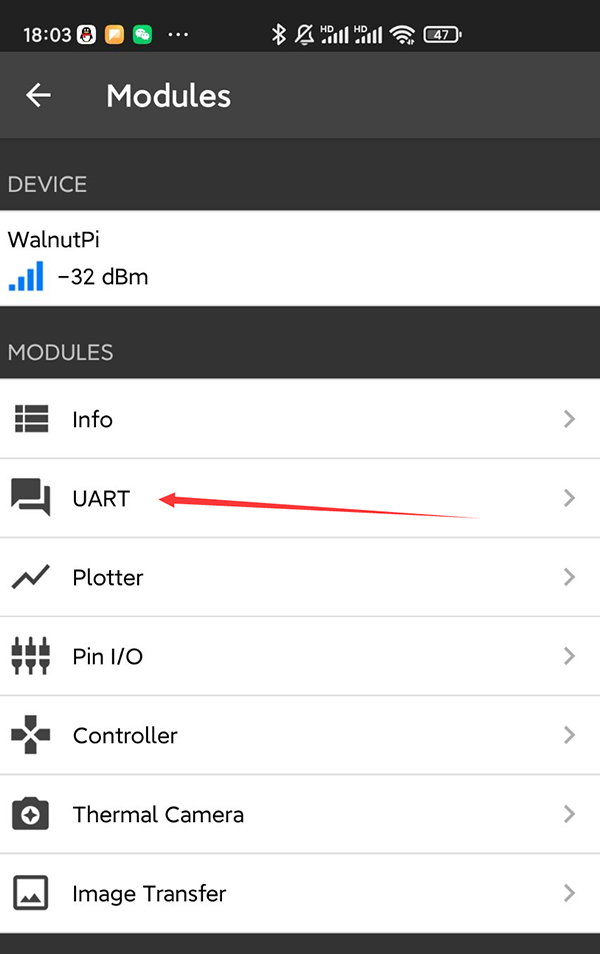 18:03 HD HD 47
Modules
DEVICE
WalnutPi
-32 dBm
MODULES
Info
UART
Plotter
Pin I/O
Controller
Thermal Camera
Image Transfer